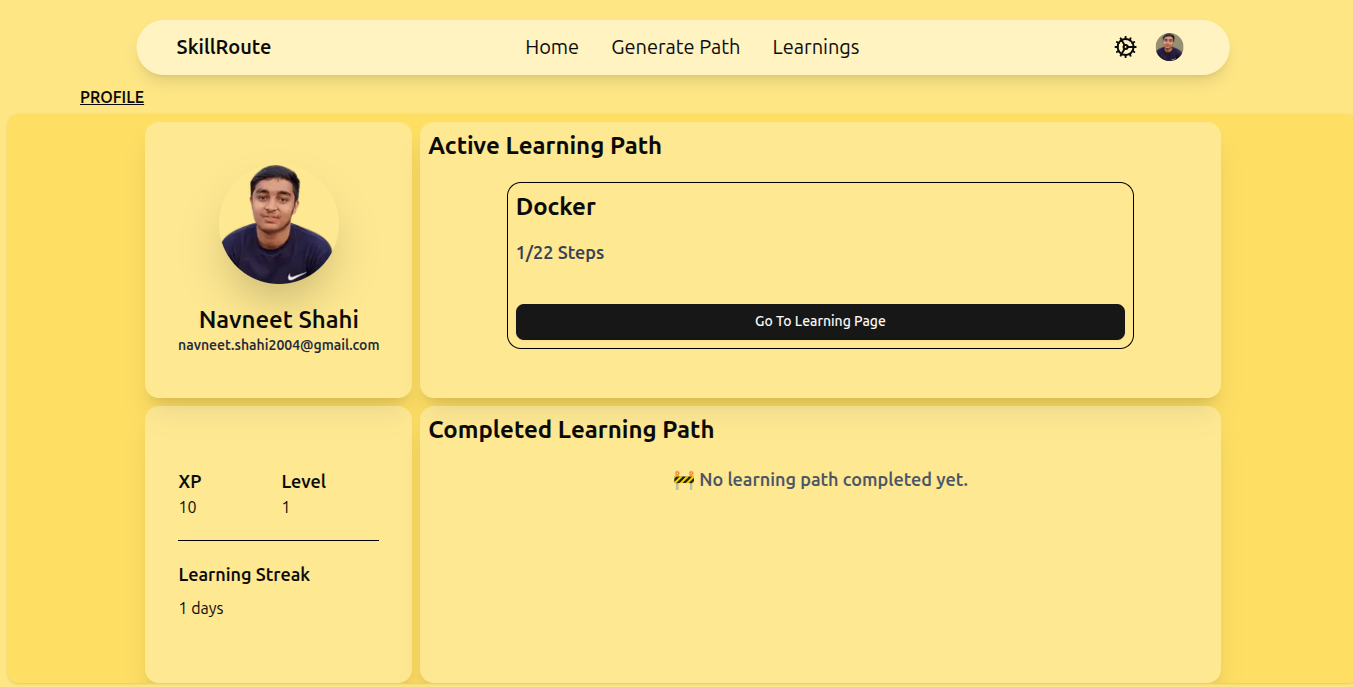 SkillRoute
Home Generate Path Learnings
PROFILE
Navneet Shahi
navneet.shahi2004@gmail.com
Active Learning Path
Docker
1/22 Steps
Go To Learning Page
XP Level
10 1
Learning Streak
1 days
Completed Learning Path
🚧 No learning path completed yet.